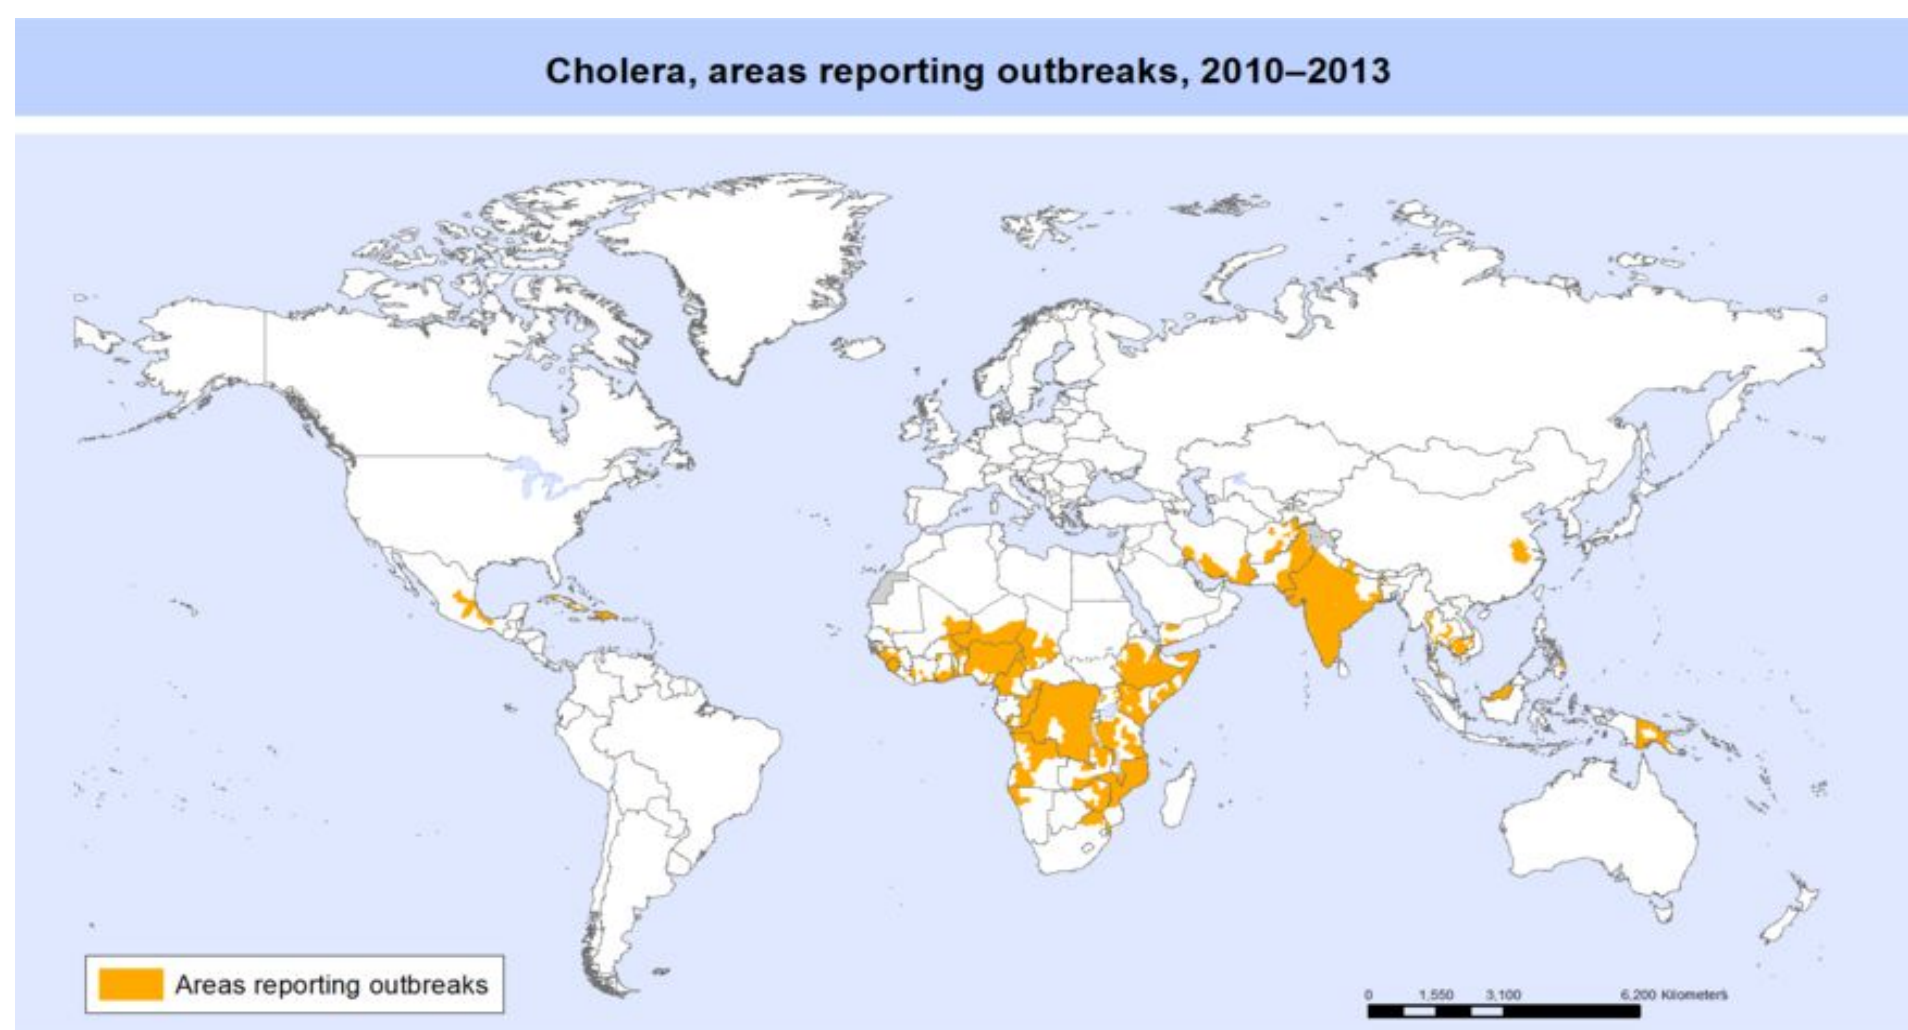 Cholera, areas reporting outbreaks, 2010–2013
Areas reporting outbreaks
0 1,550 3,100 6,200 Kilometers